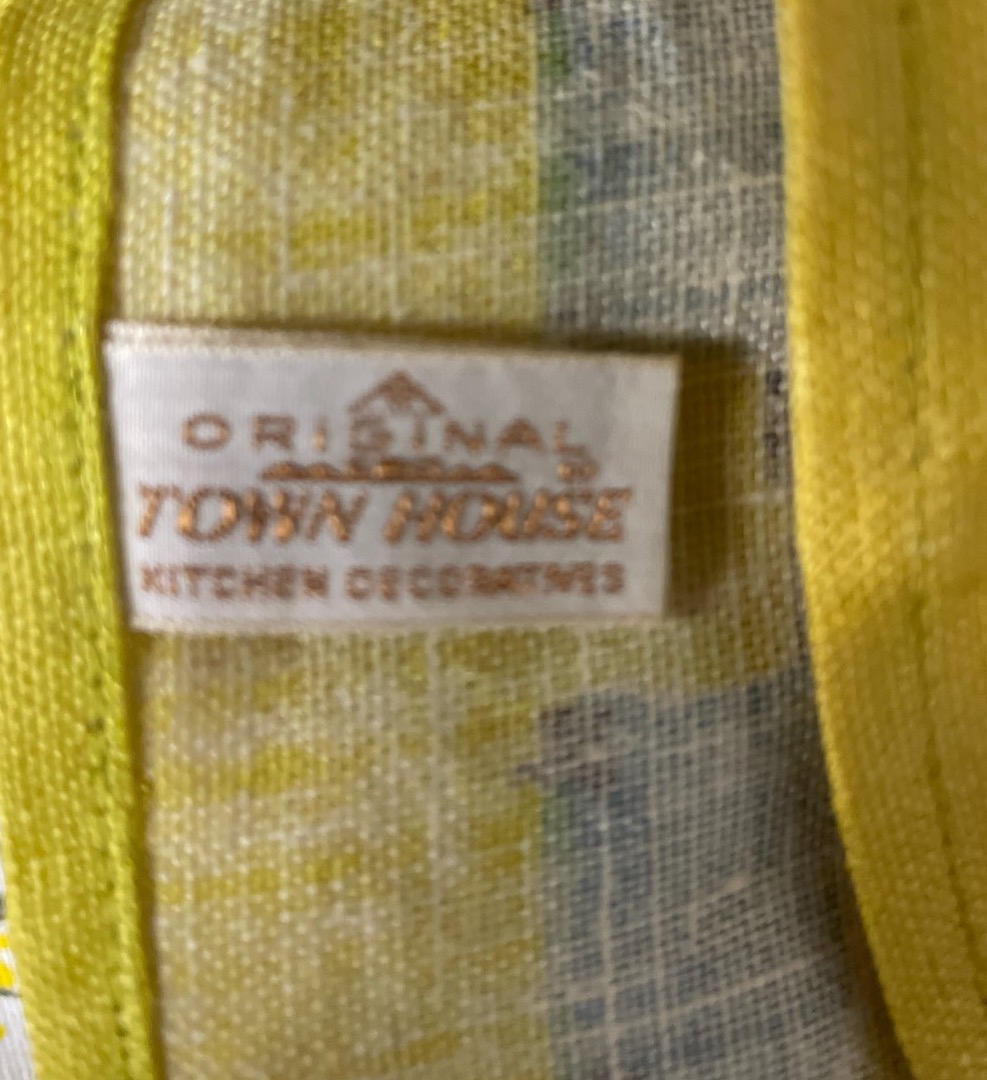 ORIGINAL
TOWN HOUSE
KITCHEN DECORATIVES